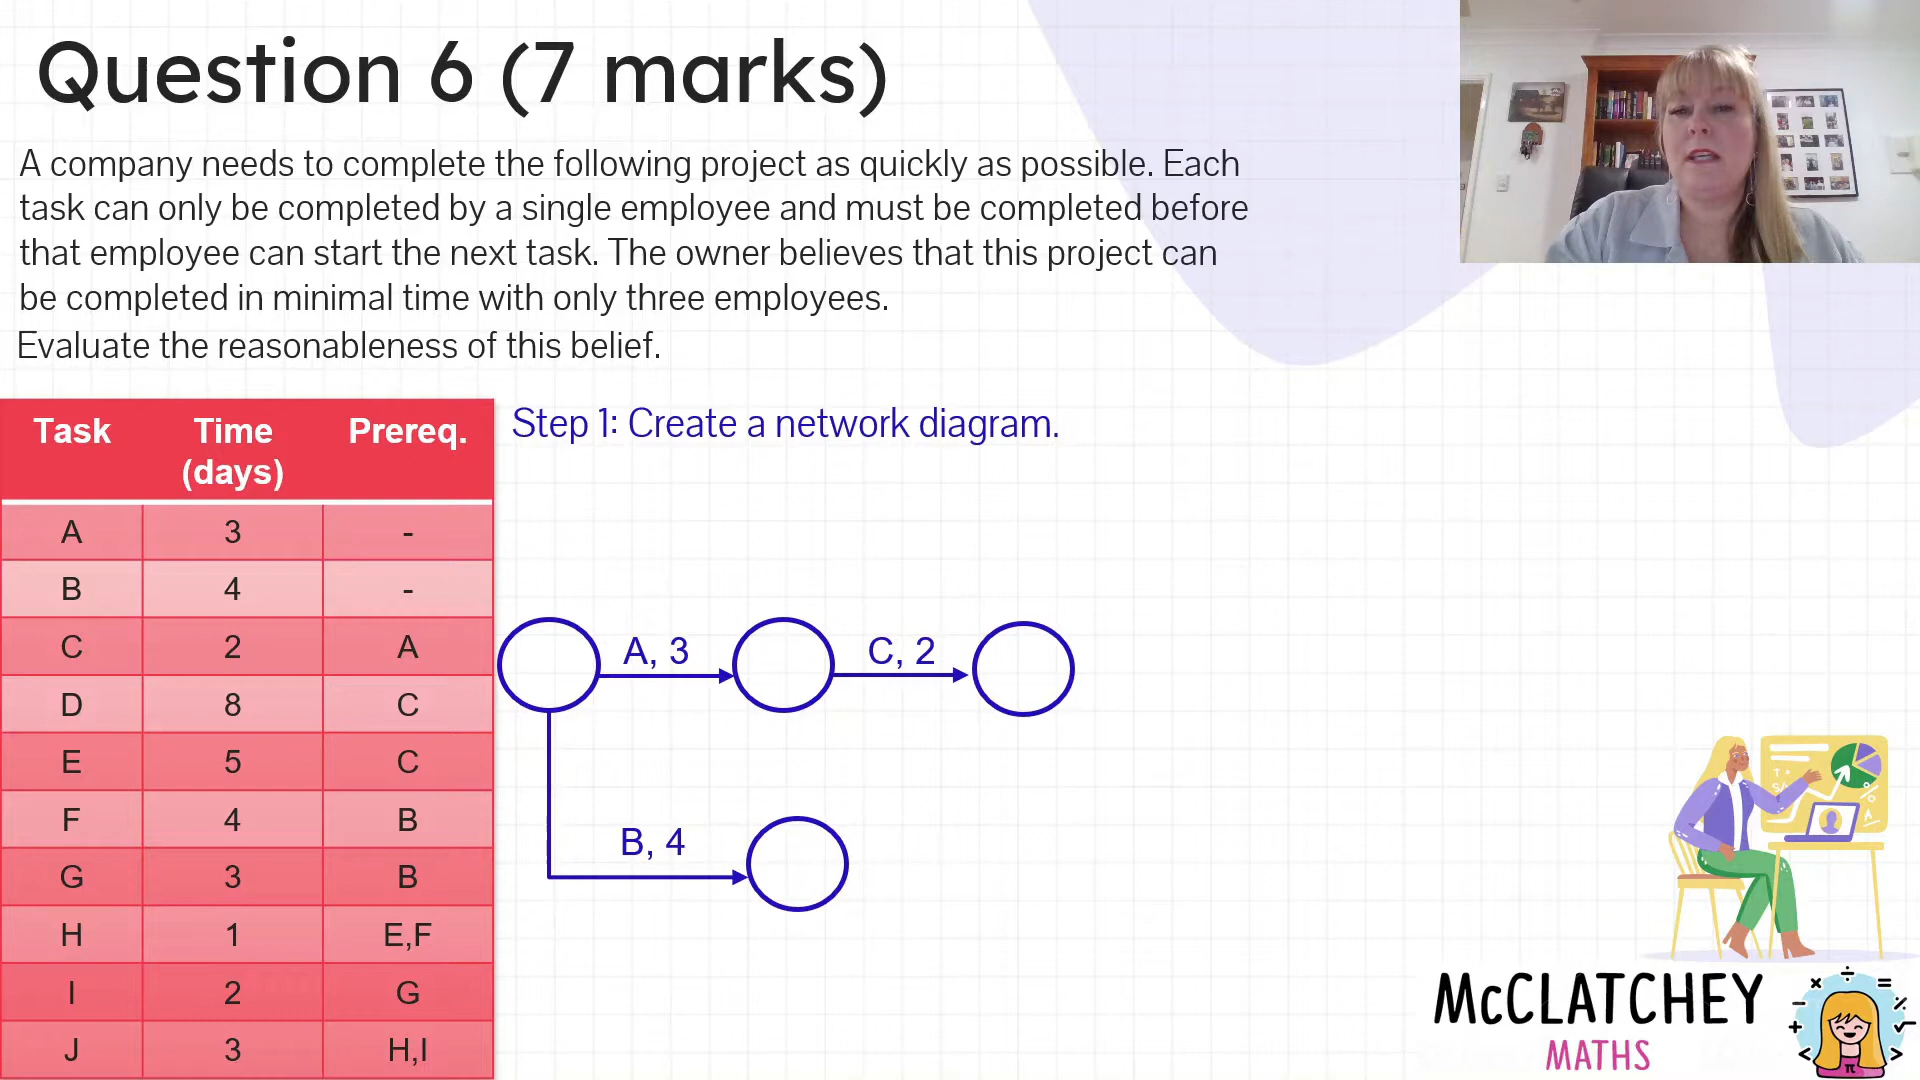 Question 6 (7 marks)
A company needs to complete the following project as quickly as possible. Each
task can only be completed by a single employee and must be completed before
that employee can start the next task. The owner believes that this project can
be completed in minimal time with only three employees.
Evaluate the reasonableness of this belief.
Step 1: Create a network diagram.
Task Time (days) Prereq.
A 3 -
B 4 -
C 2 A
D 8 C
E 5 C
F 4 B
G 3 B
H 1 E,F
I 2 G
J 3 H,I
A, 3
C, 2
B, 4
McCLATCHEY
MATHS